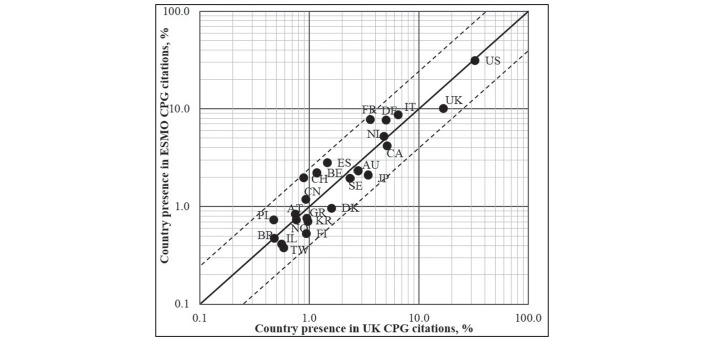 Country presence in ESMO CPG citations, %
100.0
10.0
1.0
0.1
US
UK
IT
DE
FR
NL
CA
ES
BE
AU
CH
SE
JP
CN
DK
AT
GR
PL
KR
NO
FI
BR
IL
TW
0.1
1.0
10.0
100.0
Country presence in UK CPG citations, %